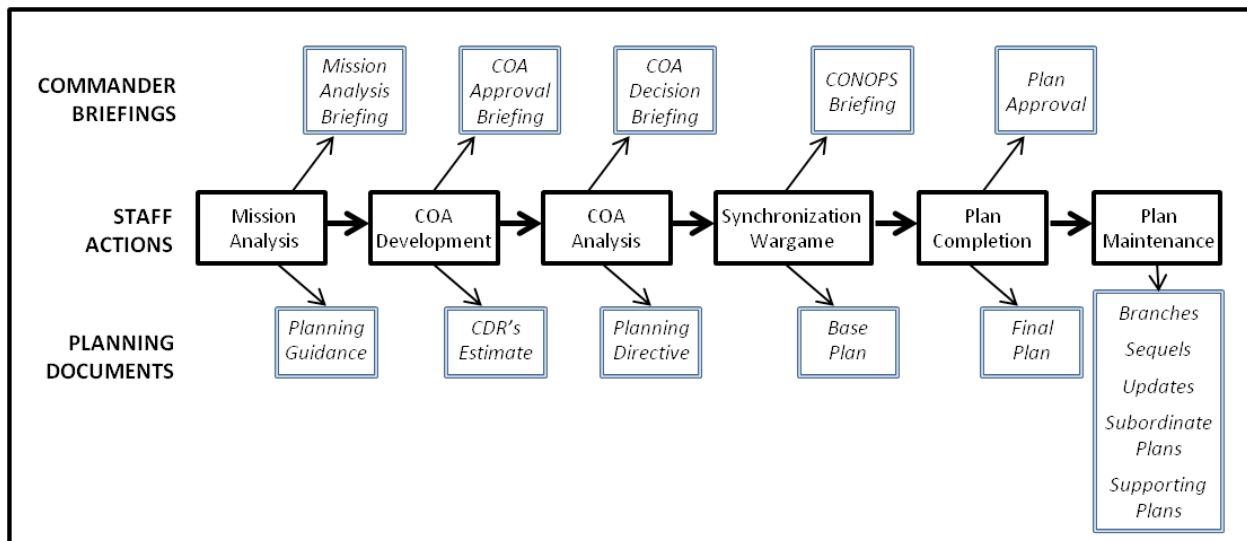 COMMANDER
BRIEFINGS
Mission
Analysis
Briefing
COA
Approval
Briefing
COA
Decision
Briefing
CONOPS
Briefing
Plan
Approval
STAFF
ACTIONS
Mission
Analysis
COA
Development
COA
Analysis
Synchronization
Wargame
Plan
Completion
Plan
Maintenance
PLANNING
DOCUMENTS
Planning
Guidance
CDR's
Estimate
Planning
Directive
Base
Plan
Final
Plan
Branches
Sequels
Updates
Subordinate
Plans
Supporting
Plans